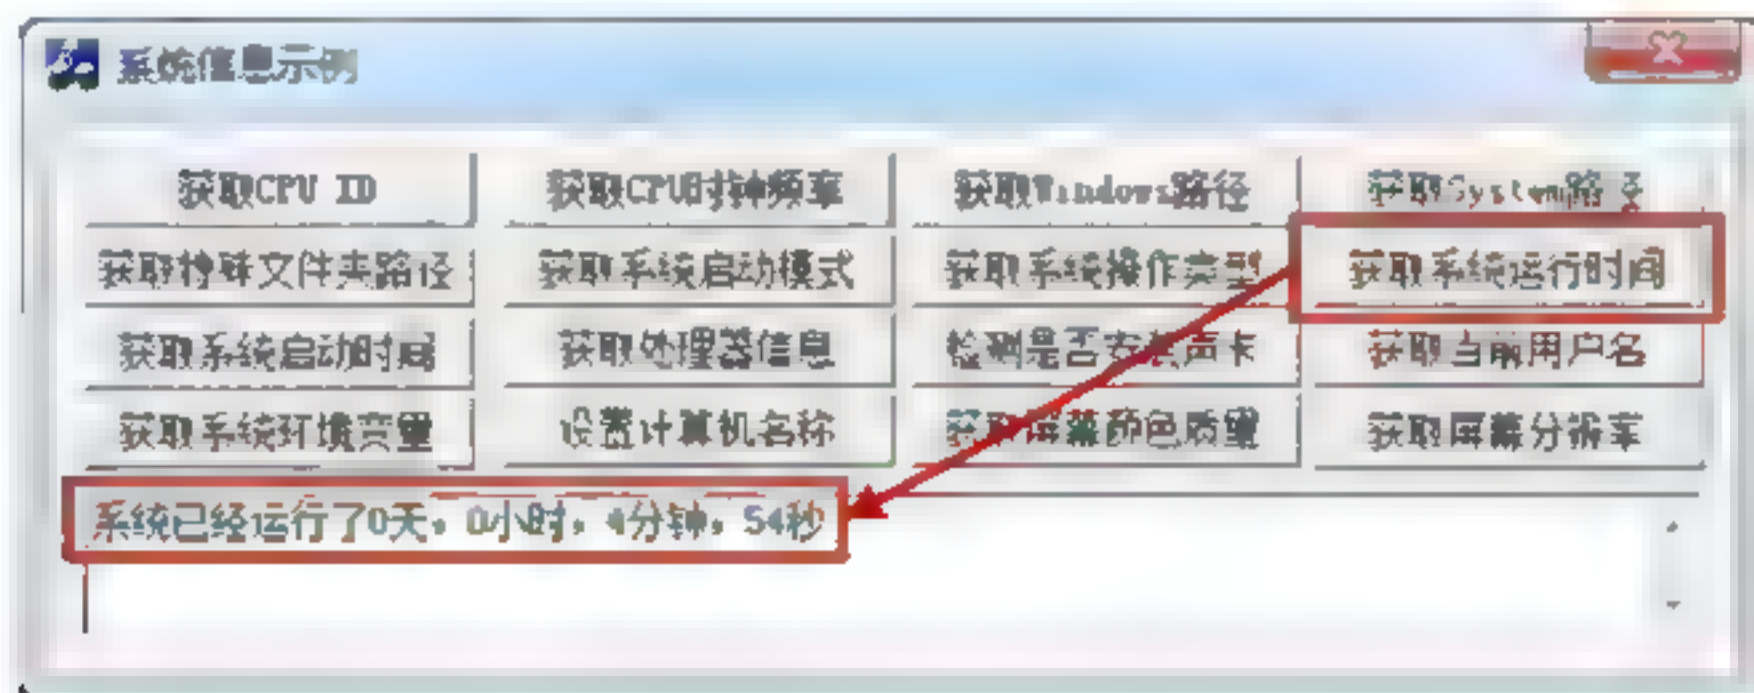 系统信息示例
获取CPU ID 获取CPU时钟频率 获取Windows路径 获取System路径
获取特殊文件夹路径 获取系统启动模式 获取系统操作类型 获取系统运行时间
获取系统启动时间 获取处理器信息 检测是否安装声卡 获取当前用户名
获取系统环境变量 设置计算机名称 获取屏幕颜色质量 获取屏幕分辨率
系统已经运行了0天，0小时，4分钟，54秒